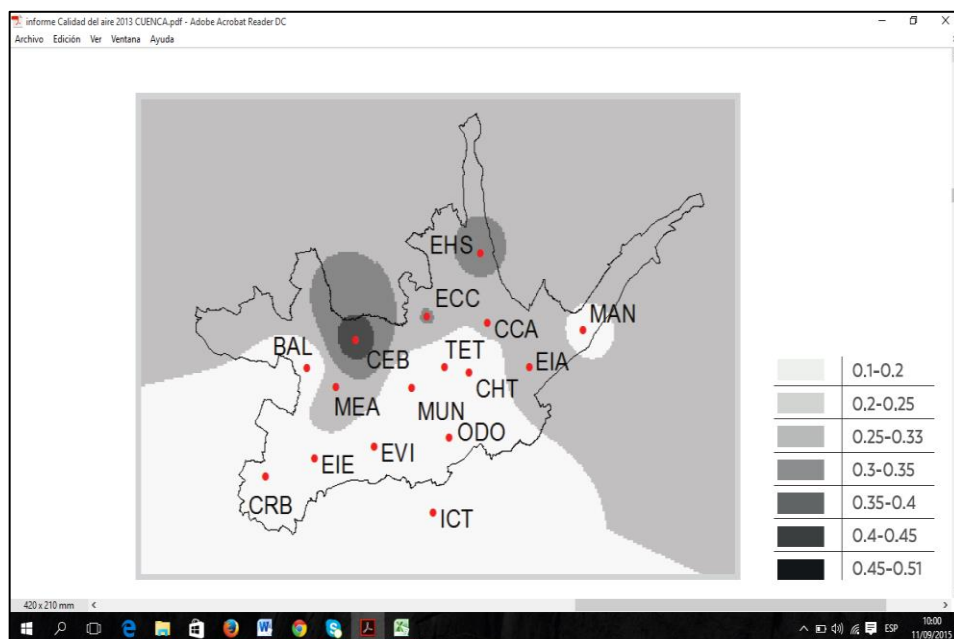 informe Calidad del aire 2013 CUENCA.pdf - Adobe Acrobat Reader DC
Archivo Edición Ver Ventana Ayuda
EHS
ECC
MAN
CCA
BAL
CEB
TET
EIA
CHT
MEA
MUN
ODO
EVI
EIE
CRB
ICT
0.1-0.2
0.2-0.25
0.25-0.33
0.3-0.35
0.35-0.4
0.4-0.45
0.45-0.51
420 x 210 mm
ESP
10:00
11/09/2015